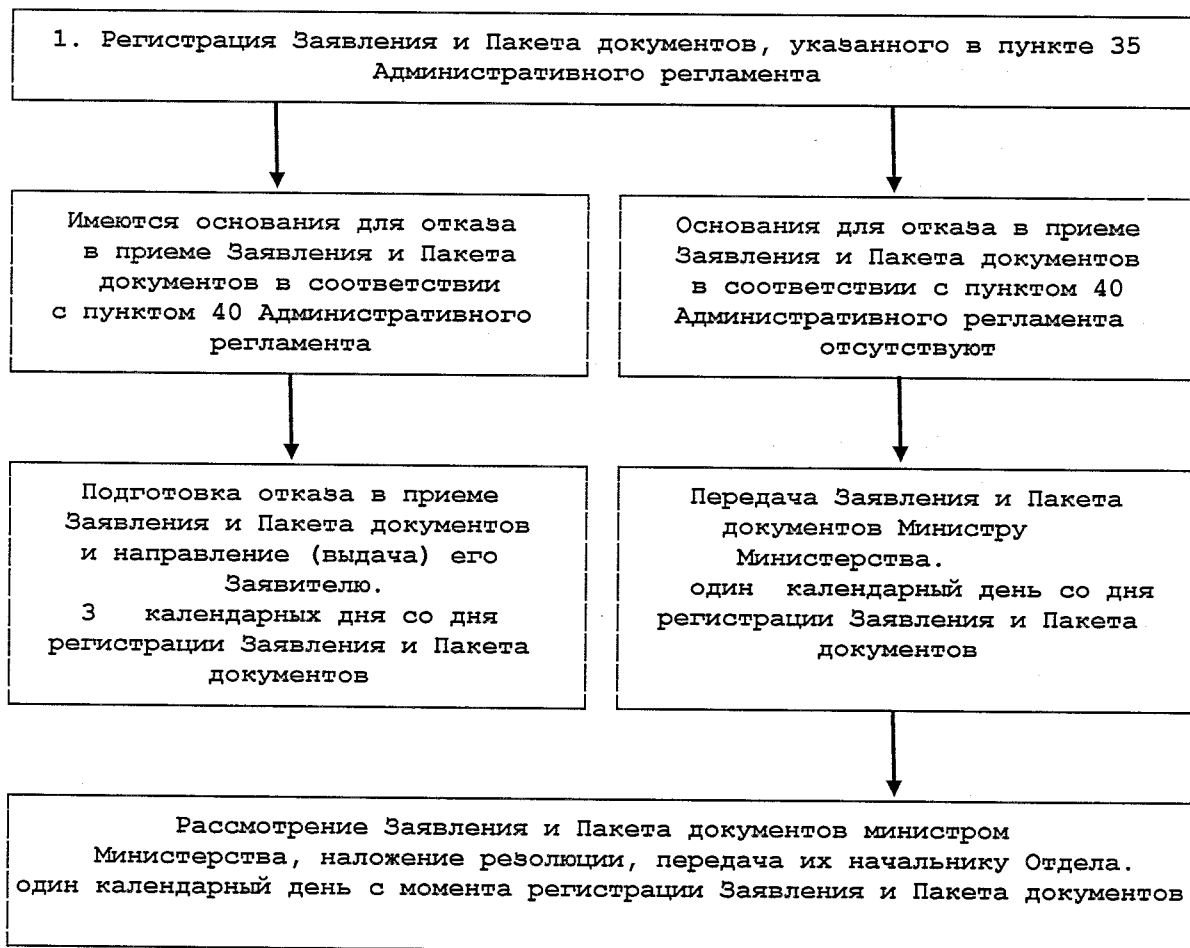 1. Регистрация Заявления и Пакета документов, указанного в пункте 35
Административного регламента
Имеются основания для отказа
в приеме Заявления и Пакета
документов в соответствии
с пунктом 40 Административного
регламента
Основания для отказа в приеме
Заявления и Пакета документов
в соответствии с пунктом 40
Административного регламента
отсутствуют
Подготовка отказа в приеме
Заявления и Пакета документов
и направление (выдача) его
Заявителю.
3 календарных дня со дня
регистрации Заявления и Пакета
документов
Передача Заявления и Пакета
документов Министру
Министерства.
один календарный день со дня
регистрации Заявления и Пакета
документов
Рассмотрение Заявления и Пакета документов министром
Министерства, наложение резолюции, передача их начальнику Отдела.
один календарный день с момента регистрации Заявления и Пакета документов